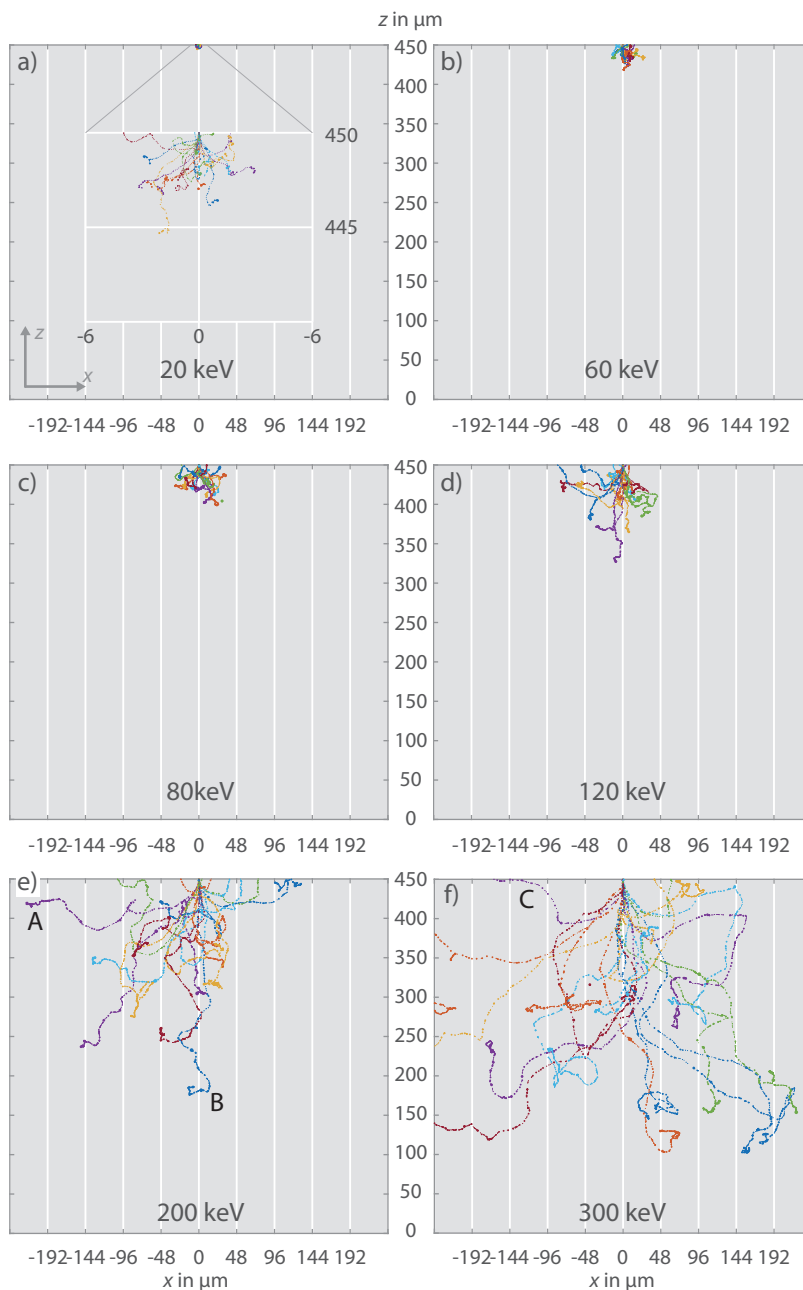 z in μm
a)
b)
450
400
350
300
250
200
150
100
50
0
450
445
-6
0
-6
z
x
20 keV
60 keV
-192 -144 -96 -48 0 48 96 144 192
-192 -144 -96 -48 0 48 96 144 192
c)
d)
450
400
350
300
250
200
150
100
50
0
80keV
120 keV
-192 -144 -96 -48 0 48 96 144 192
-192 -144 -96 -48 0 48 96 144 192
e)
f)
A
B
C
450
400
350
300
250
200
150
100
50
0
200 keV
300 keV
-192 -144 -96 -48 0 48 96 144 192
-192 -144 -96 -48 0 48 96 144 192
x in μm
x in μm